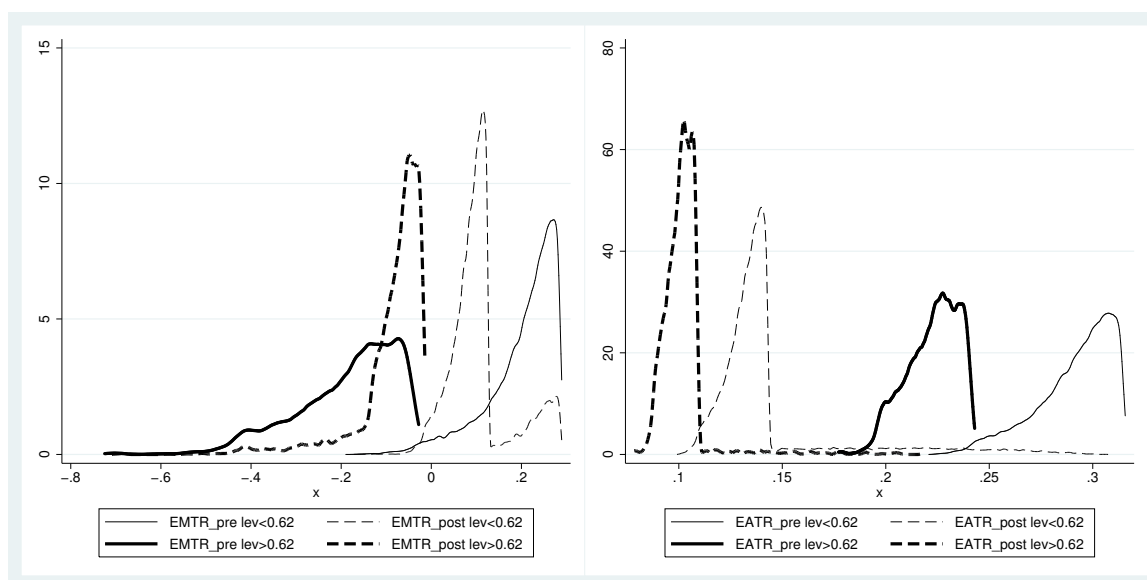 15
10
5
0
-.8
-.6
-.4
-.2
0
.2
x
EMTR_pre lev<0.62
EMTR_post lev<0.62
EMTR_pre lev>0.62
EMTR_post lev>0.62
80
60
40
20
0
.1
.15
.2
.25
.3
x
EATR_pre lev<0.62
EATR_post lev<0.62
EATR_pre lev>0.62
EATR_post lev>0.62